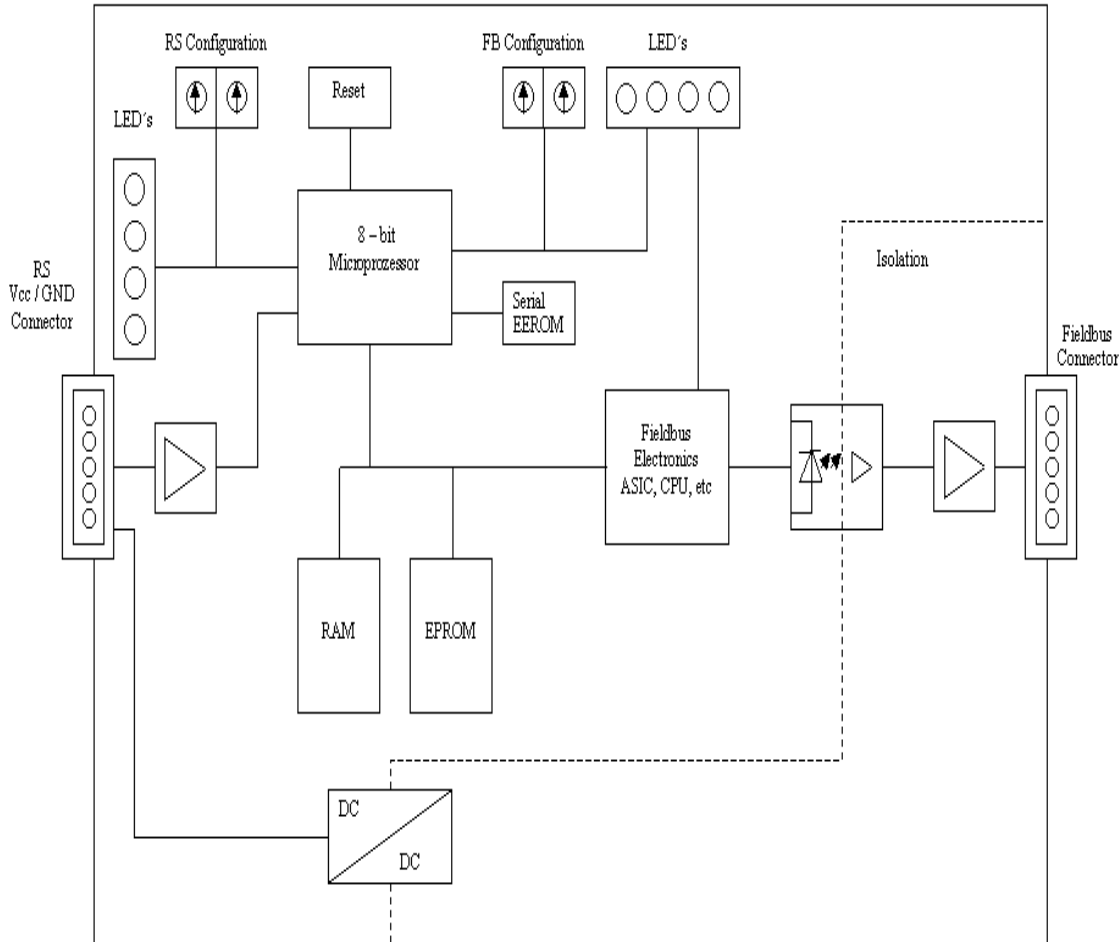 RS Configuration
FB Configuration
LED´s
Reset
LED´s
8 – bit
Microprozessor
Isolation
RS
Vcc / GND
Connector
Serial
EEROM
Fieldbus
Connector
Fieldbus
Electronics
ASIC, CPU, etc
RAM
EPROM
DC
DC